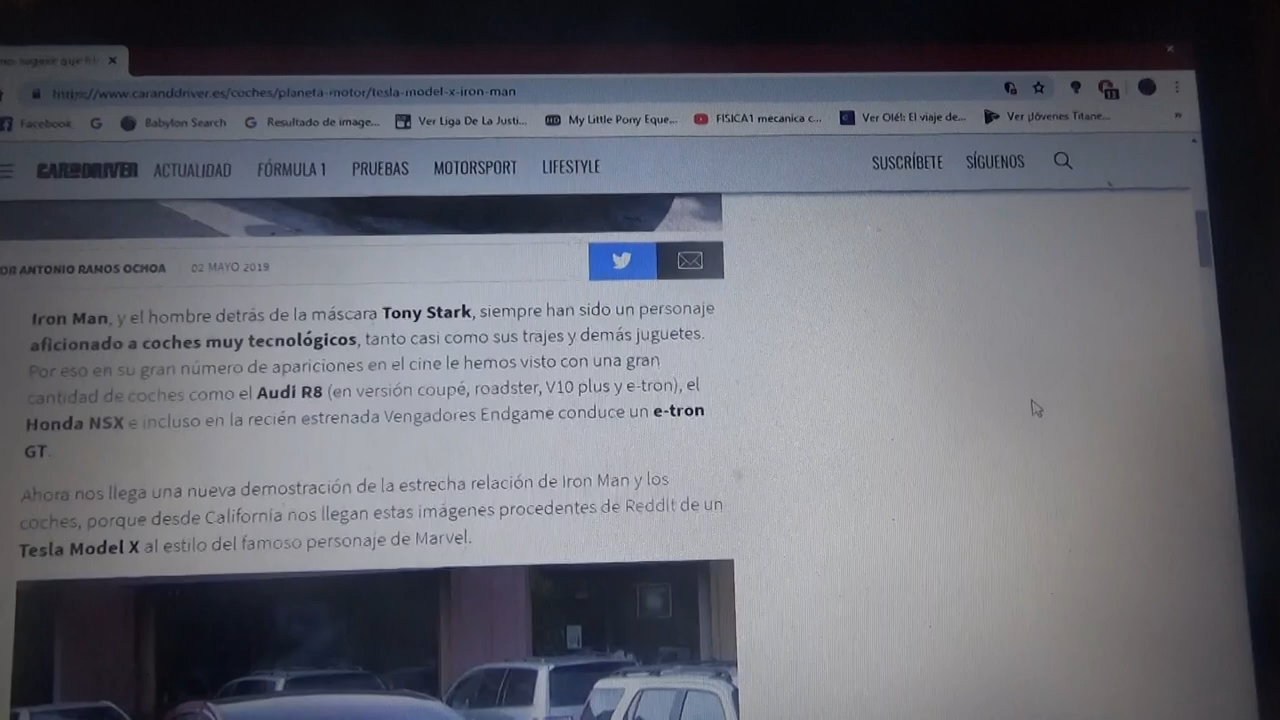 https://www.caranddriver.es/coches/planeta-motor/tesla-model-x-iron-man
Facebook
Babylon Search
Resultado de image...
Ver Liga De La Justi...
My Little Pony Eque...
FISICA1 mecanica c...
Ver Olé!: El viaje de...
Ver ¡Jóvenes Titane...
CAR AND DRIVER ACTUALIDAD FÓRMULA 1 PRUEBAS MOTORSPORT LIFESTYLE SUSCRÍBETE SÍGUENOS
OR ANTONIO RAMOS OCHOA 02 MAYO 2019
Iron Man, y el hombre detrás de la máscara Tony Stark, siempre han sido un personaje
aficionado a coches muy tecnológicos, tanto casi como sus trajes y demás juguetes.
Por eso en su gran número de apariciones en el cine le hemos visto con una gran
cantidad de coches como el Audi R8 (en versión coupé, roadster, V10 plus y e-tron), el
Honda NSX e incluso en la recién estrenada Vengadores Endgame conduce un e-tron
GT.
Ahora nos llega una nueva demostración de la estrecha relación de Iron Man y los
coches, porque desde California nos llegan estas imágenes procedentes de Reddit de un
Tesla Model X al estilo del famoso personaje de Marvel.